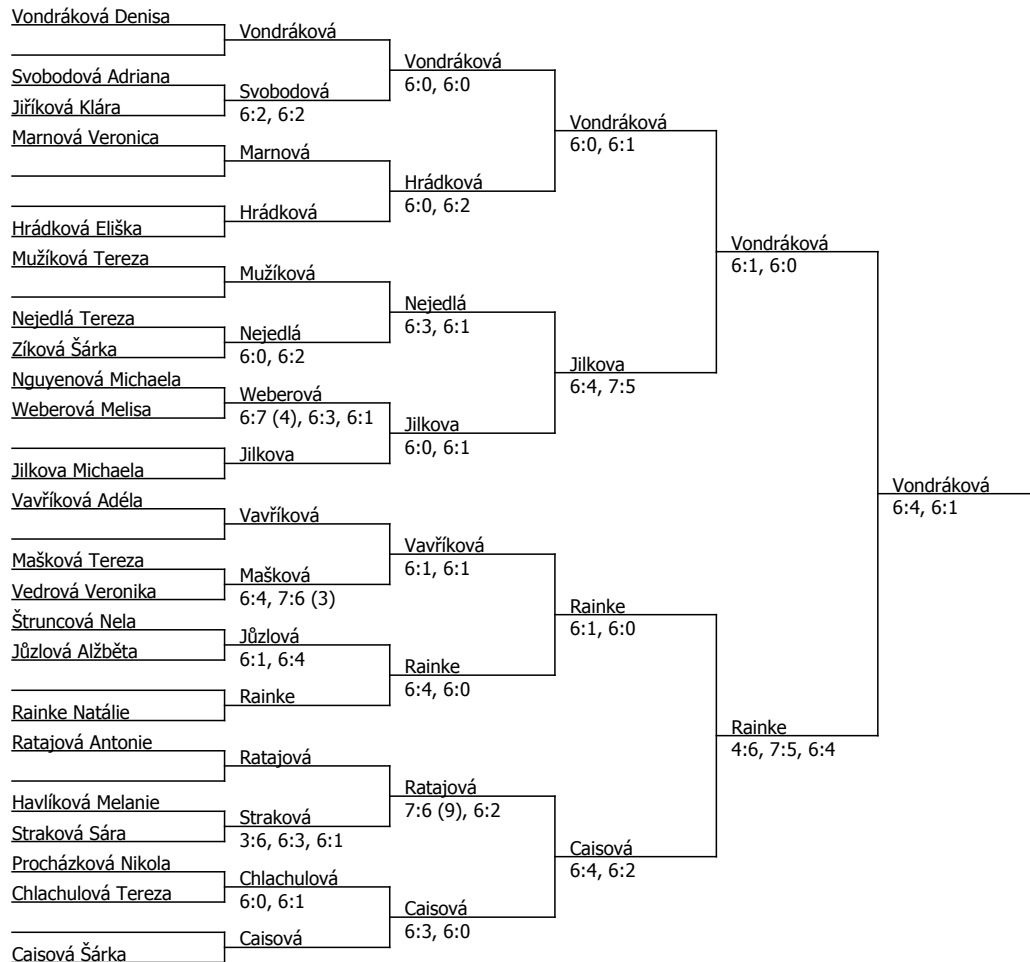 Vondráková Denisa
Svobodová Adriana
Jiříková Klára
Marnová Veronica
Hrádková Eliška
Mužíková Tereza
Nejedlá Tereza
Zíková Šárka
Nguyenová Michaela
Weberová Melisa
Jilkova Michaela
Vavříková Adéla
Mašková Tereza
Vedrová Veronika
Štruncová Nela
Jůzlová Alžběta
Rainke Natálie
Ratajová Antonie
Havlíková Melanie
Straková Sára
Procházková Nikola
Chlachulová Tereza
Caisová Šárka
Vondráková
Svobodová
6:2, 6:2
Marnová
Hrádková
Mužíková
Nejedlá
6:0, 6:2
Weberová
6:7 (4), 6:3, 6:1
Jilkova
Vavříková
Mašková
6:4, 7:6 (3)
Jůzlová
6:1, 6:4
Rainke
Ratajová
Straková
3:6, 6:3, 6:1
Chlachulová
6:0, 6:1
Caisová
Vondráková
6:0, 6:0
Hrádková
6:0, 6:2
Nejedlá
6:3, 6:1
Jilkova
6:0, 6:1
Vavříková
6:1, 6:1
Rainke
6:4, 6:0
Ratajová
7:6 (9), 6:2
Caisová
6:3, 6:0
Vondráková
6:0, 6:1
Jilkova
6:4, 7:5
Rainke
6:1, 6:0
Caisová
6:4, 6:2
Vondráková
6:1, 6:0
Rainke
4:6, 7:5, 6:4
Vondráková
6:4, 6:1